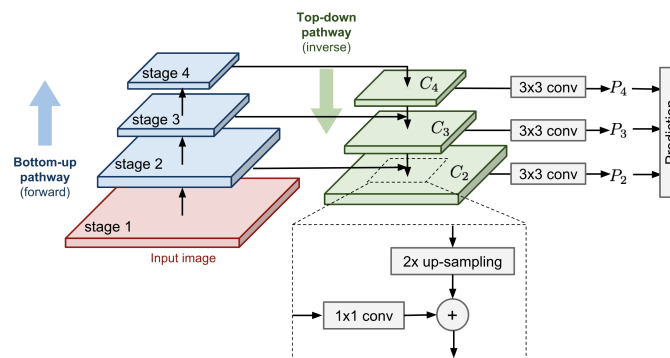 Top-down
pathway
(inverse)
stage 4
C₄
3x3 conv
P₄
stage 3
C₃
3x3 conv
P₃
Bottom-up
pathway
(forward)
stage 2
C₂
3x3 conv
P₂
Prediction
stage 1
Input image
2x up-sampling
1x1 conv
+